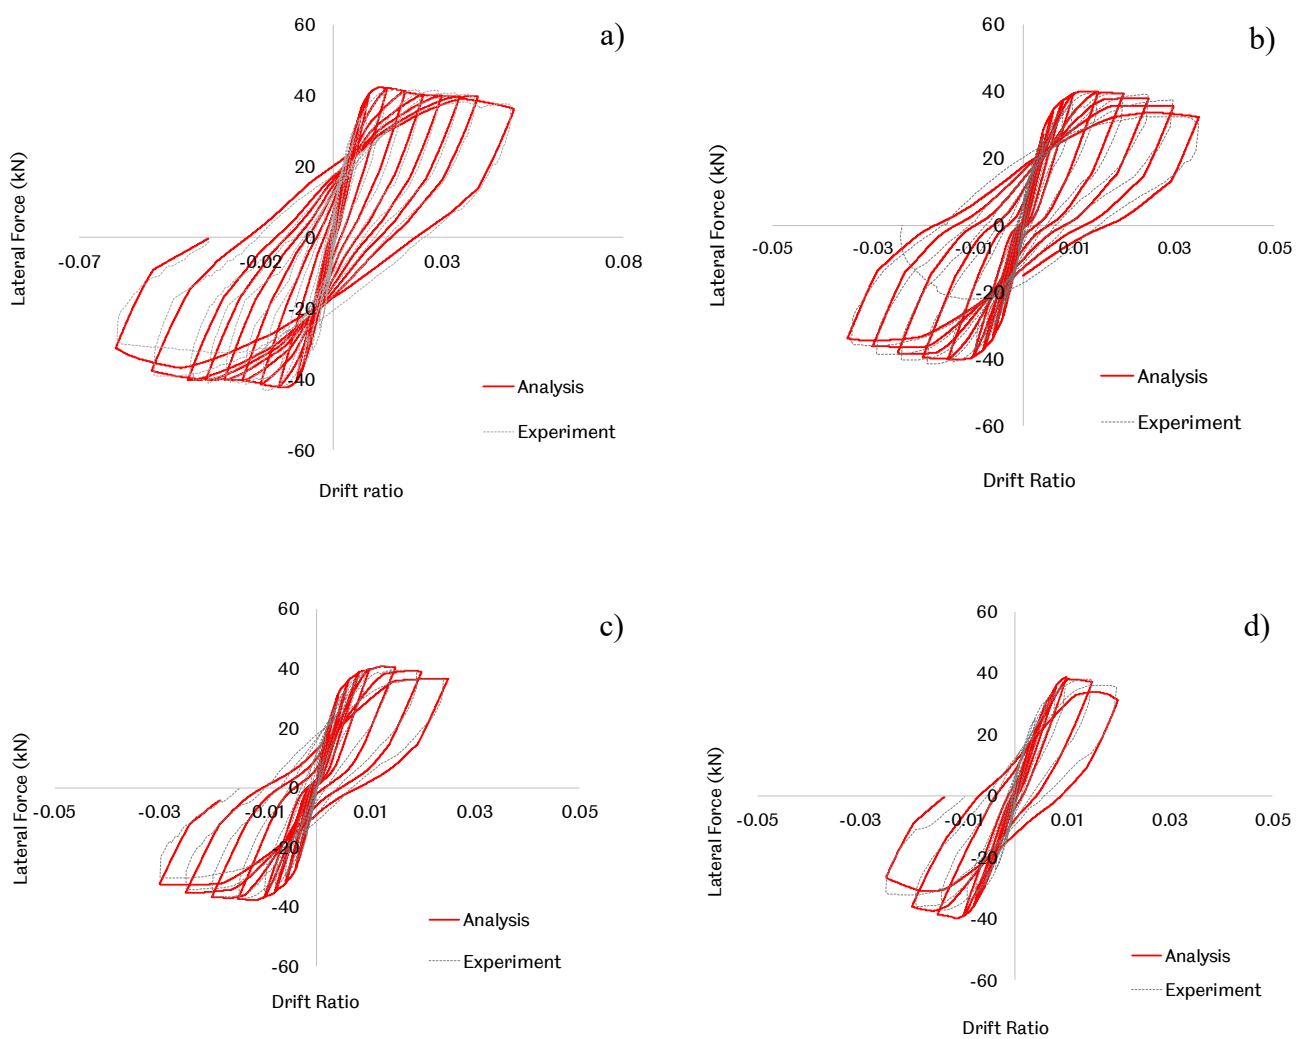 a)
60
40
20
0
-20
-40
-60
-0.07
-0.02
0.03
0.08
Lateral Force (kN)
Drift ratio
Analysis
Experiment
b)
60
40
20
0
-20
-40
-60
-0.05
-0.03
-0.01
0.01
0.03
0.05
Lateral Force (kN)
Drift Ratio
Analysis
Experiment
c)
60
40
20
0
-20
-40
-60
-0.05
-0.03
-0.01
0.01
0.03
0.05
Lateral Force (kN)
Drift Ratio
Analysis
Experiment
d)
60
40
20
0
-20
-40
-60
-0.05
-0.03
-0.01
0.01
0.03
0.05
Lateral Force (kN)
Drift Ratio
Analysis
Experiment